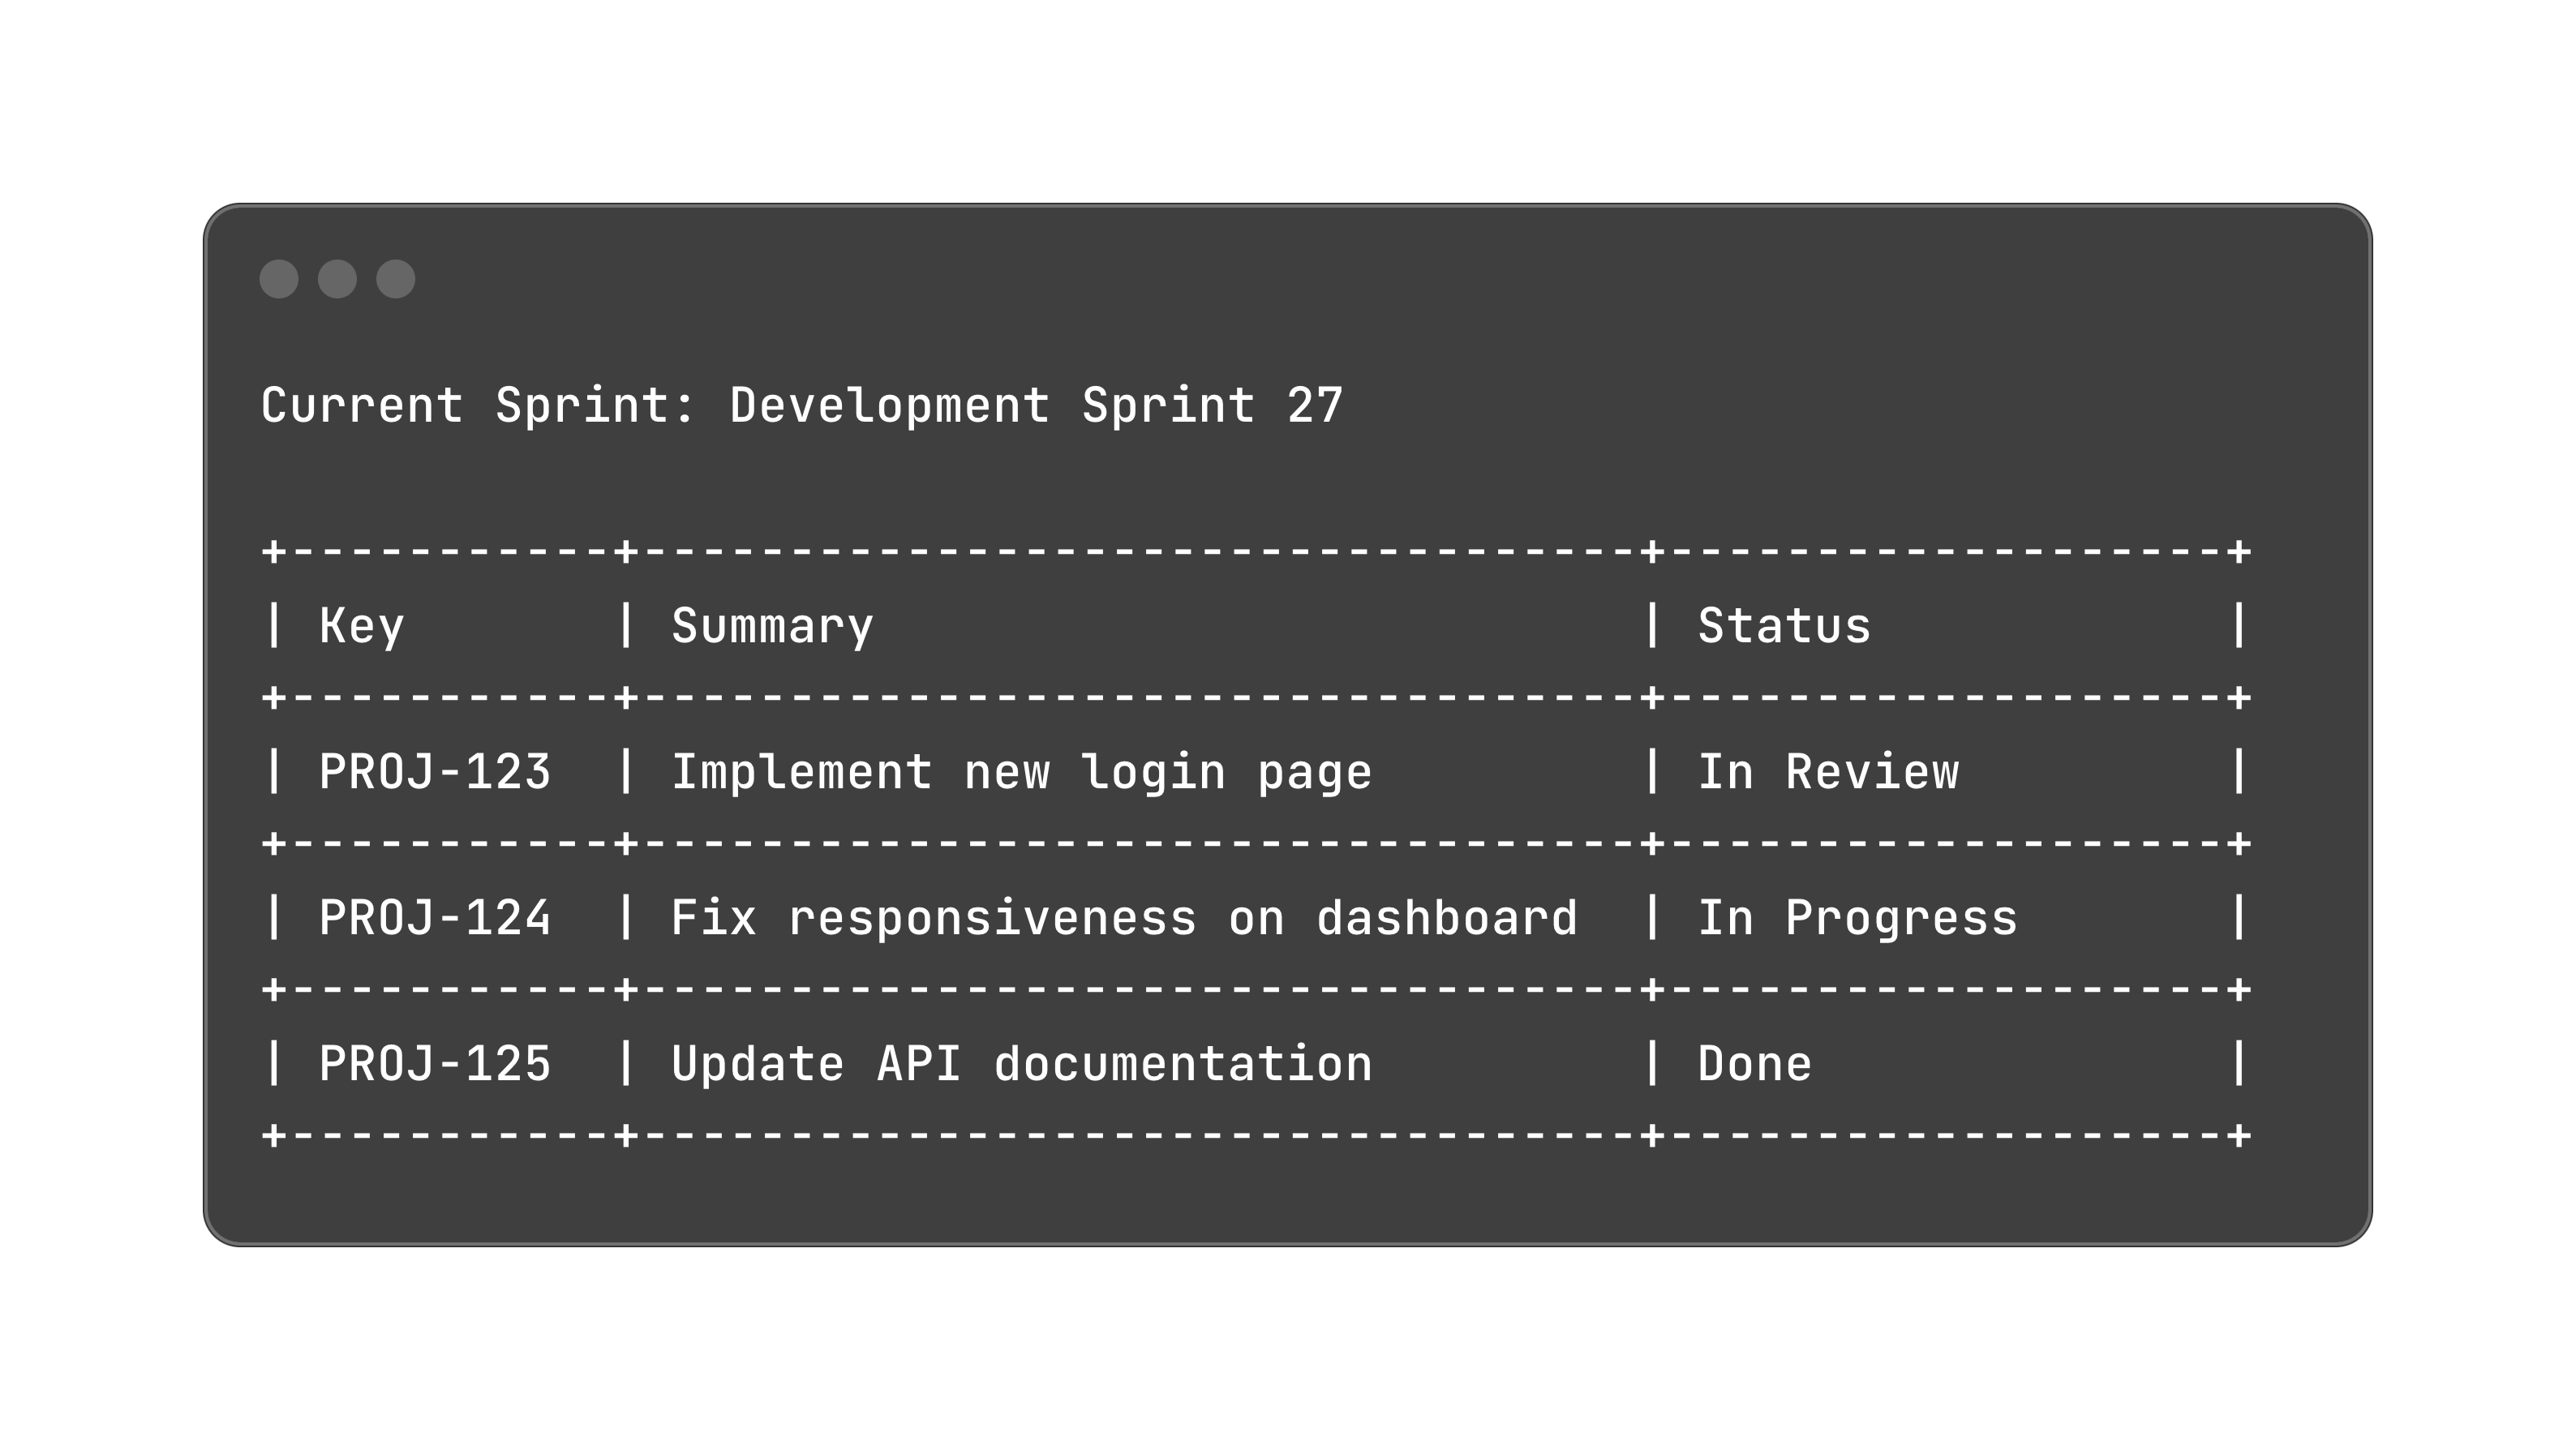 Current Sprint: Development Sprint 27
+-----------+----------------------------------+-------------------+
| Key       | Summary                          | Status            |
+-----------+----------------------------------+-------------------+
| PROJ-123  | Implement new login page         | In Review         |
+-----------+----------------------------------+-------------------+
| PROJ-124  | Fix responsiveness on dashboard  | In Progress       |
+-----------+----------------------------------+-------------------+
| PROJ-125  | Update API documentation         | Done              |
+-----------+----------------------------------+-------------------+